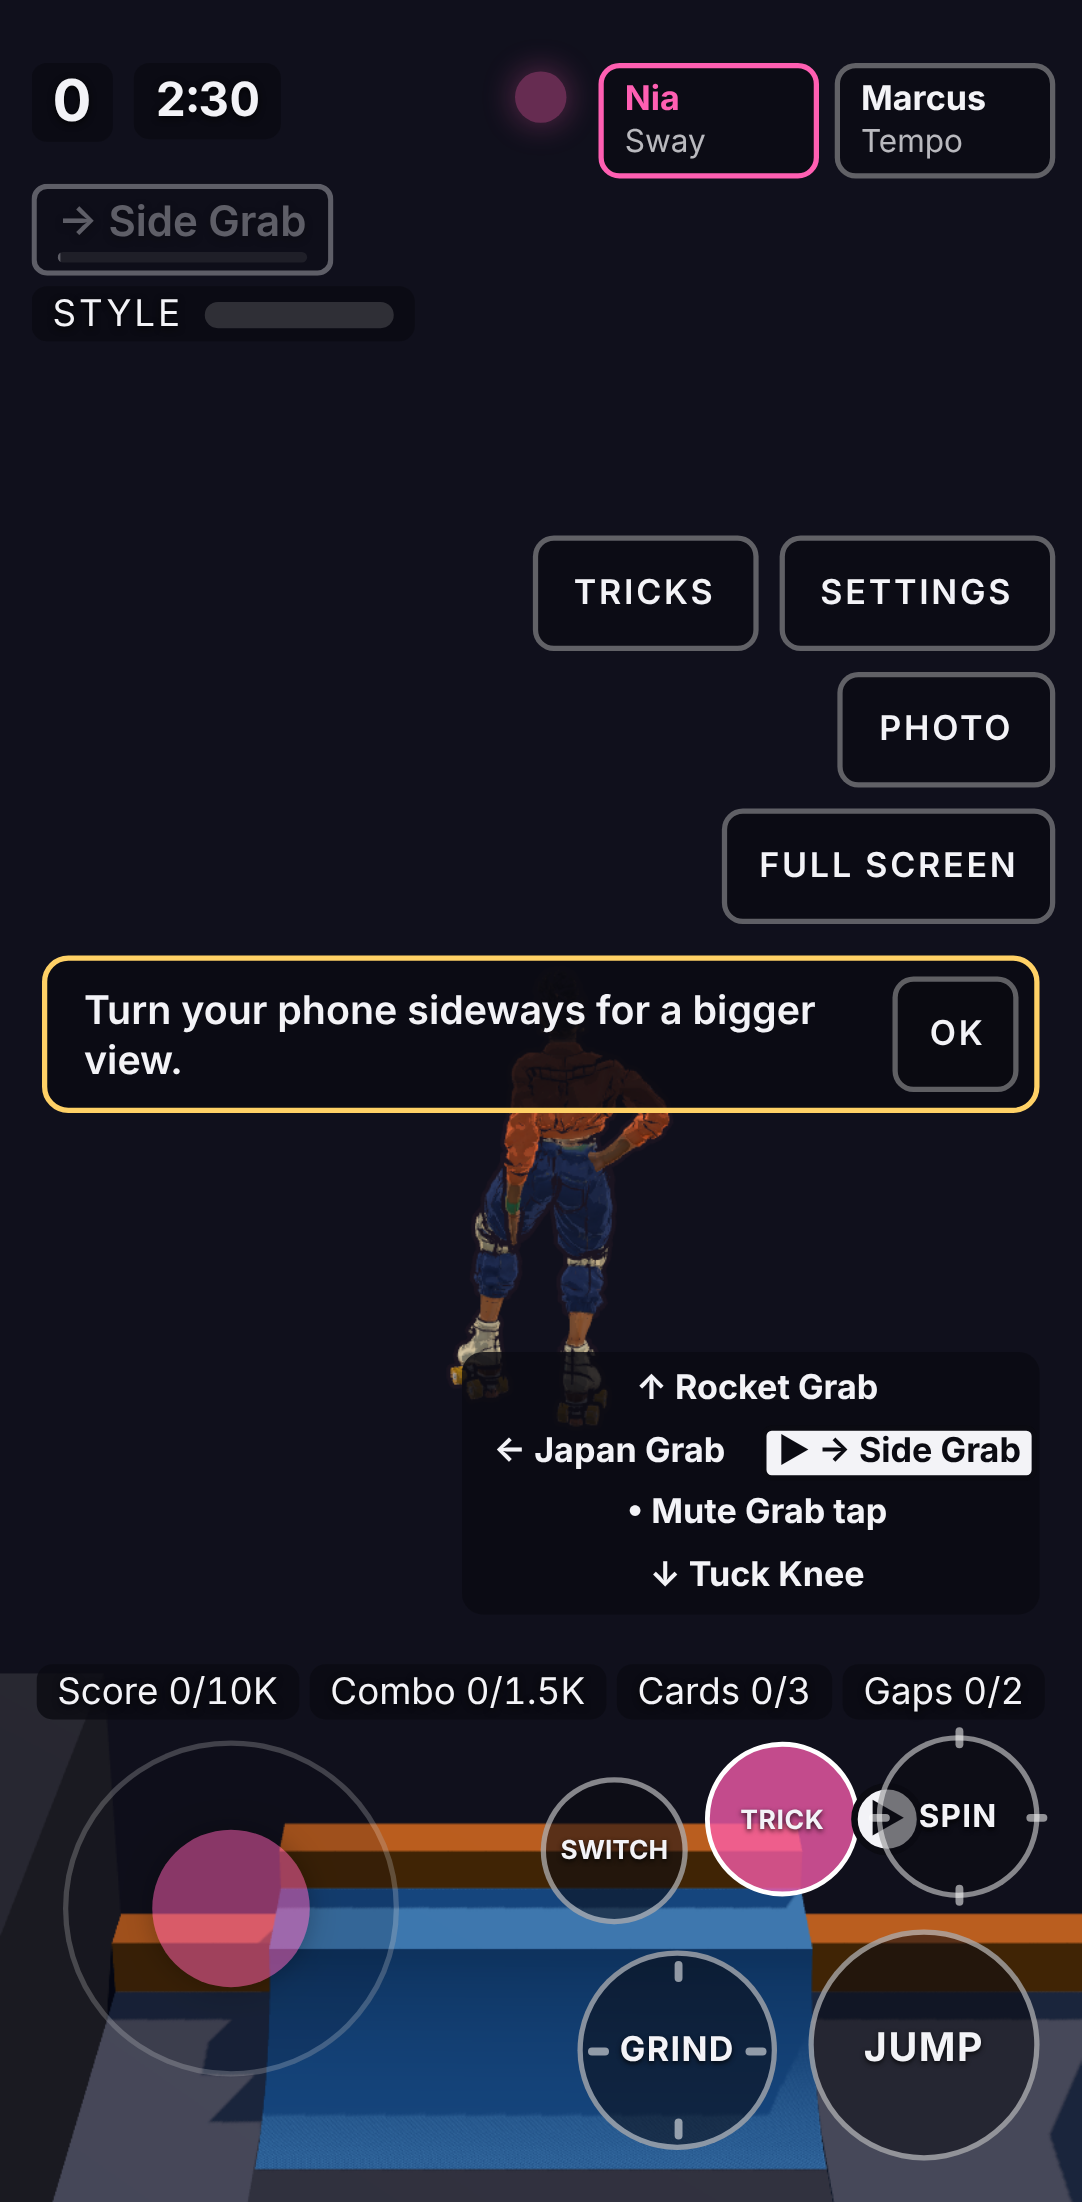 0
2:30
Nia
Sway
Marcus
Tempo
→ Side Grab
STYLE
TRICKS
SETTINGS
PHOTO
FULL SCREEN
Turn your phone sideways for a bigger
view.
OK
↑ Rocket Grab
← Japan Grab
▶ → Side Grab
• Mute Grab tap
↓ Tuck Knee
Score 0/10K
Combo 0/1.5K
Cards 0/3
Gaps 0/2
SWITCH
TRICK
SPIN
GRIND
JUMP